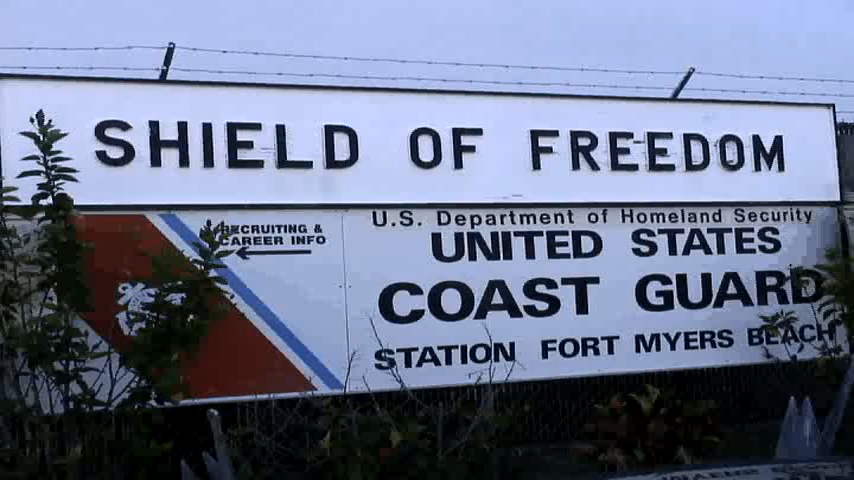 SHIELD OF FREEDOM
RECRUITING &
CAREER INFO
U.S. Department of Homeland Security
UNITED STATES
COAST GUARD
STATION FORT MYERS BEACH